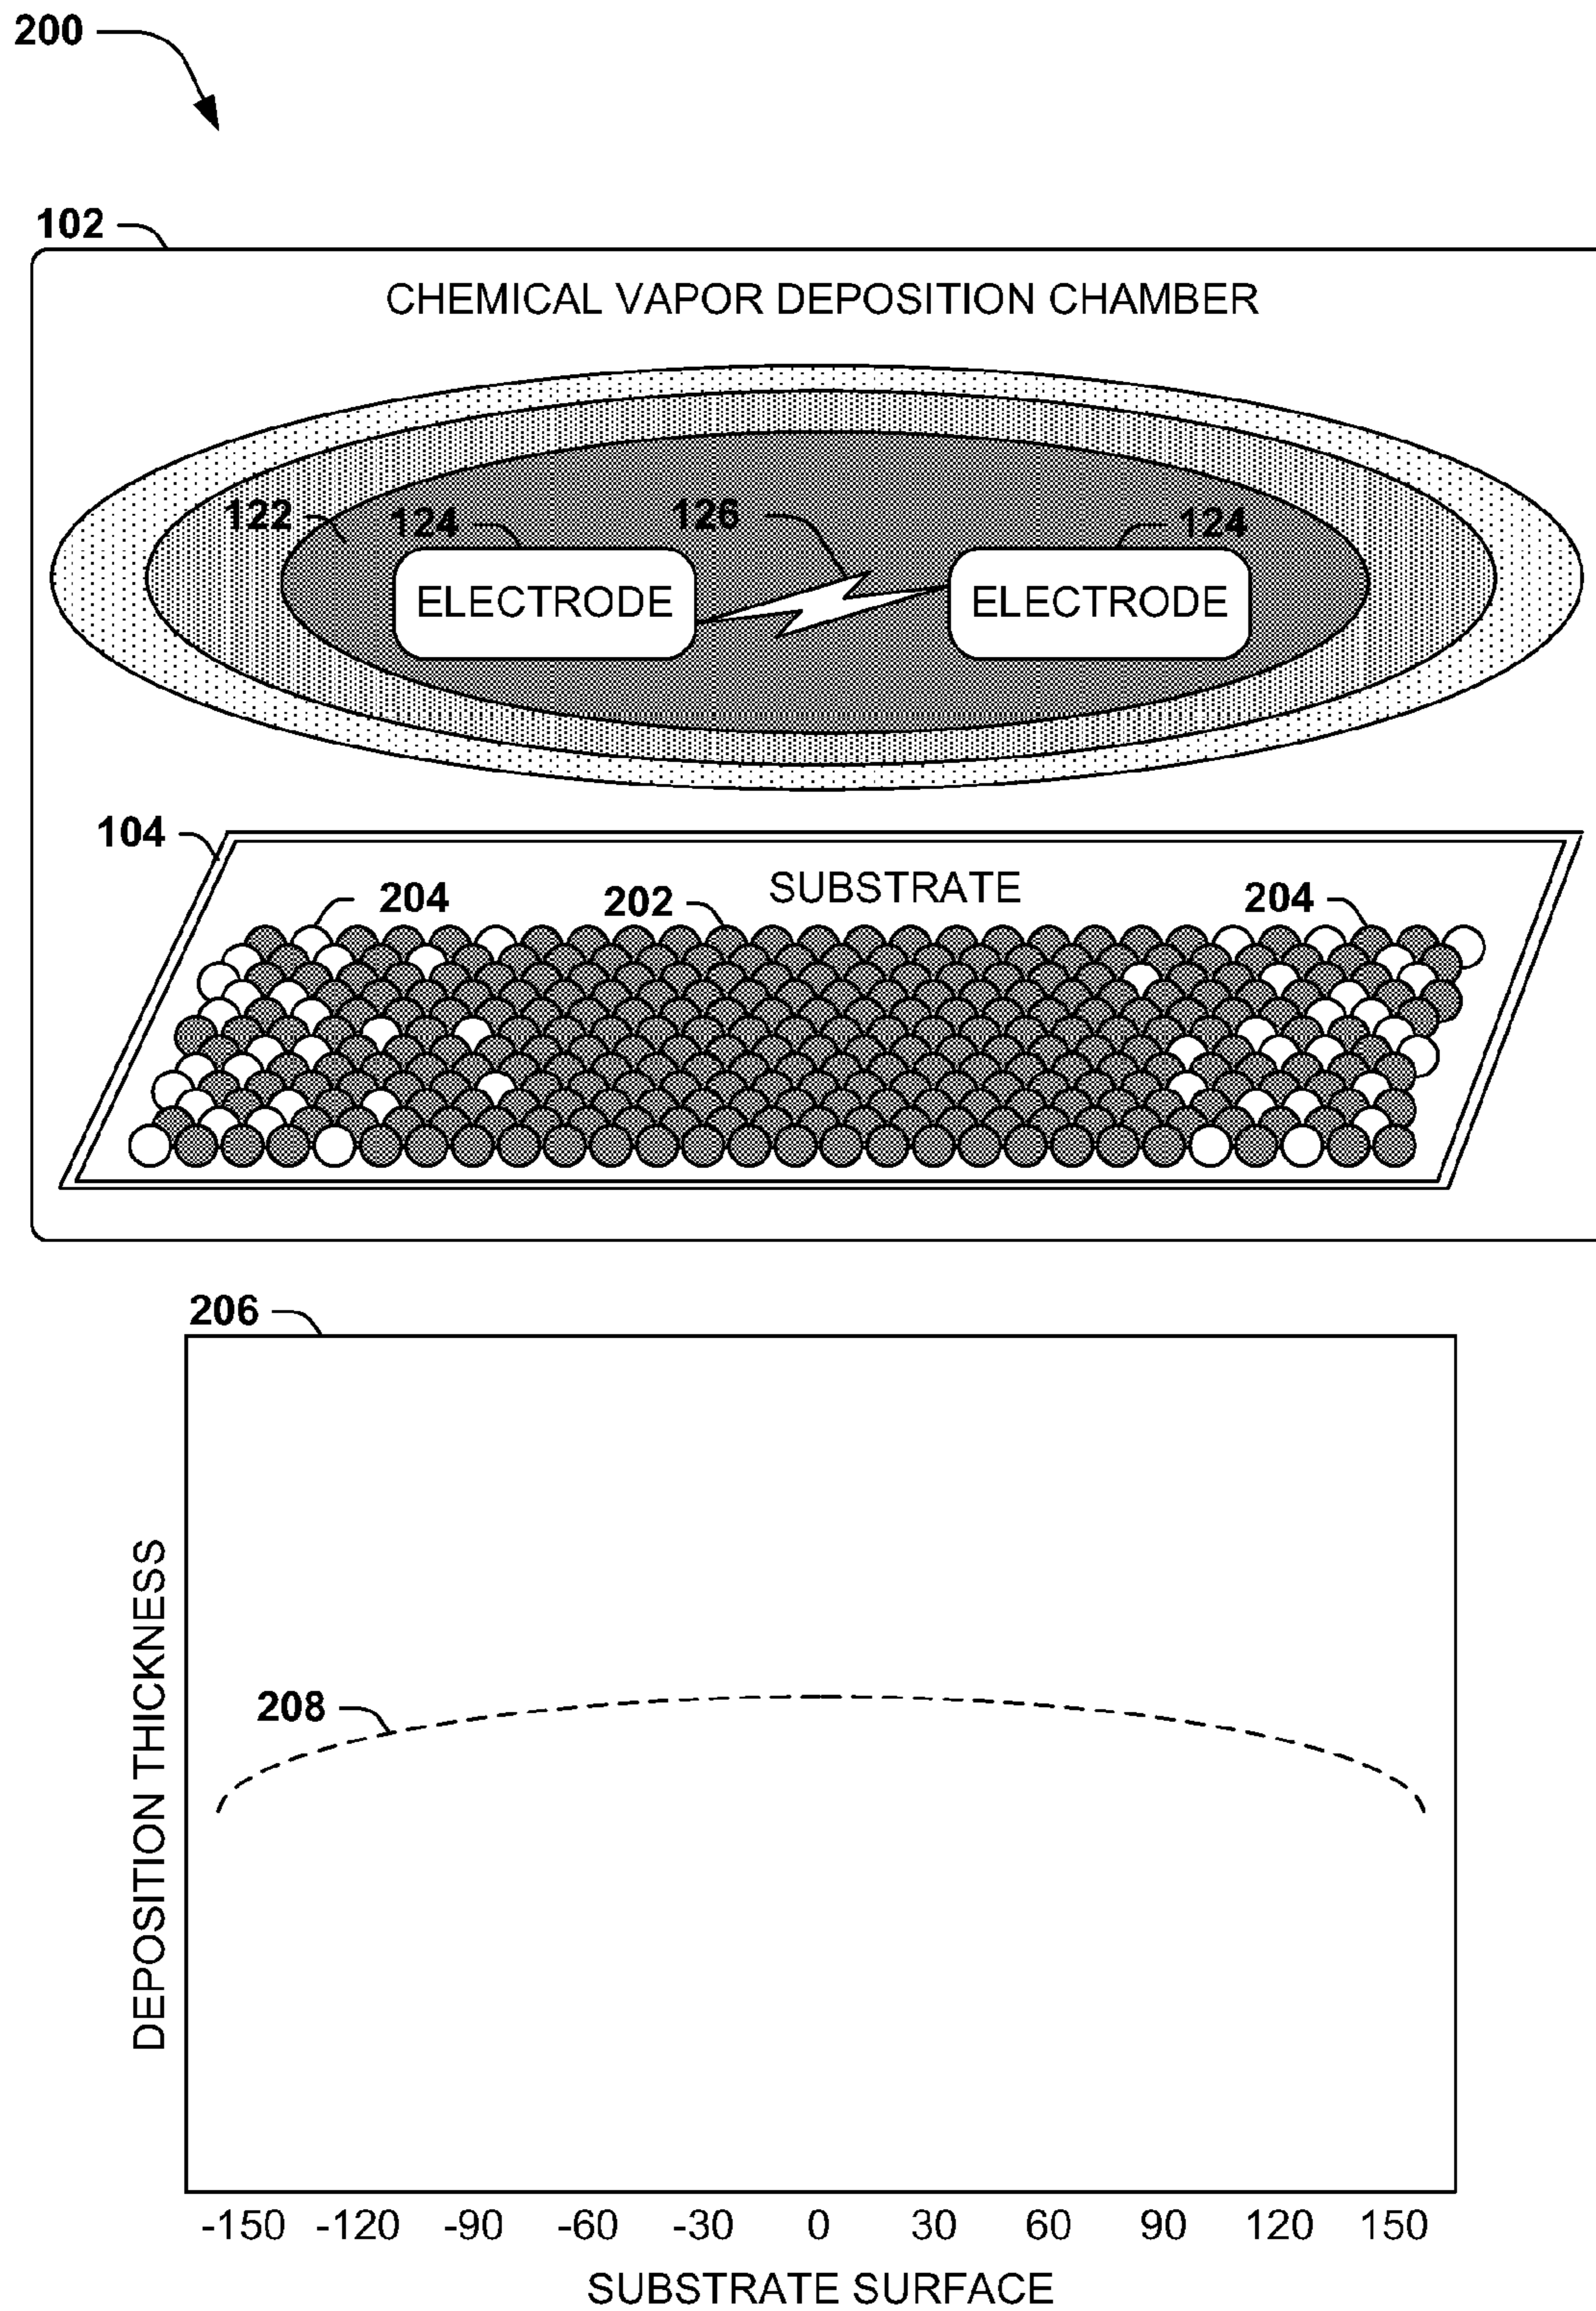 200
102
CHEMICAL VAPOR DEPOSITION CHAMBER
122 124 126 124
ELECTRODE ELECTRODE
104
SUBSTRATE
204 202 204
206
DEPOSITION THICKNESS
208
-150 -120 -90 -60 -30 0 30 60 90 120 150
SUBSTRATE SURFACE